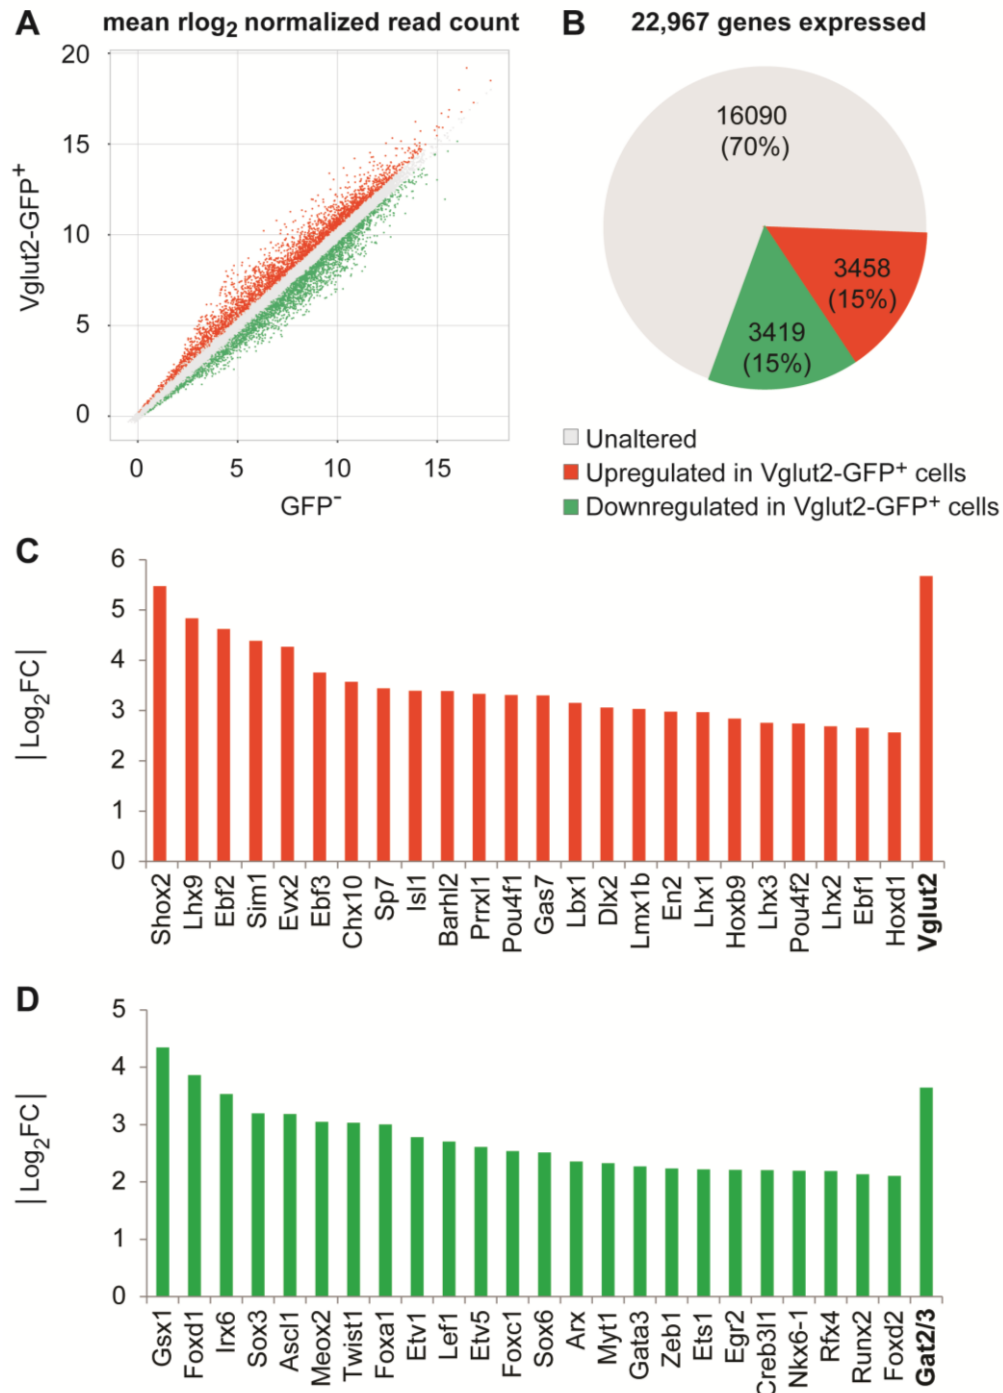 A mean rlog2 normalized read count
20
15
10
5
0
Vglut2-GFP+
0 5 10 15
GFP-
B 22,967 genes expressed
16090
(70%)
3458
(15%)
3419
(15%)
Unaltered
Upregulated in Vglut2-GFP+ cells
Downregulated in Vglut2-GFP+ cells
C
|Log2FC|
6
5
4
3
2
1
0
Shox2
Lhx9
Ebf2
Sim1
Evx2
Ebf3
Chx10
Sp7
Isl1
Barhl2
Prrxl1
Pou4f1
Gas7
Lbx1
Dlx2
Lmx1b
En2
Lhx1
Hoxb9
Lhx3
Pou4f2
Lhx2
Ebf1
Hoxd1
Vglut2
D
|Log2FC|
5
4
3
2
1
0
Gsx1
Foxd1
Irx6
Sox3
Ascl1
Meox2
Twist1
Foxa1
Etv1
Lef1
Etv5
Foxc1
Sox6
Arx
Myt1
Gata3
Zeb1
Ets1
Egr2
Creb3l1
Nkx6-1
Rfx4
Runx2
Foxd2
Gat2/3